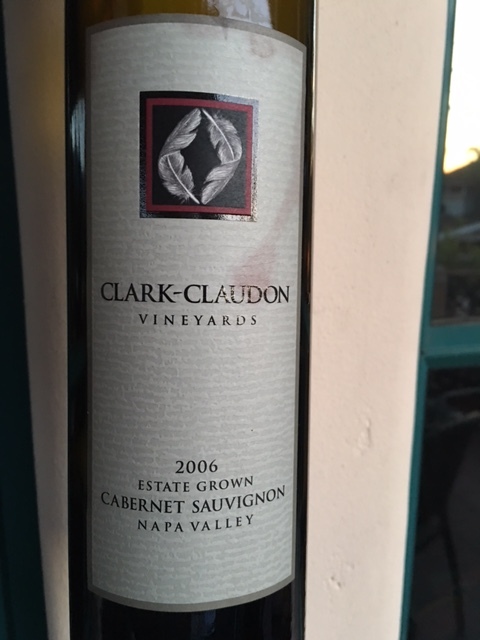 CLARK-CLAUDON
VINEYARDS
2006
ESTATE GROWN
CABERNET SAUVIGNON
NAPA VALLEY